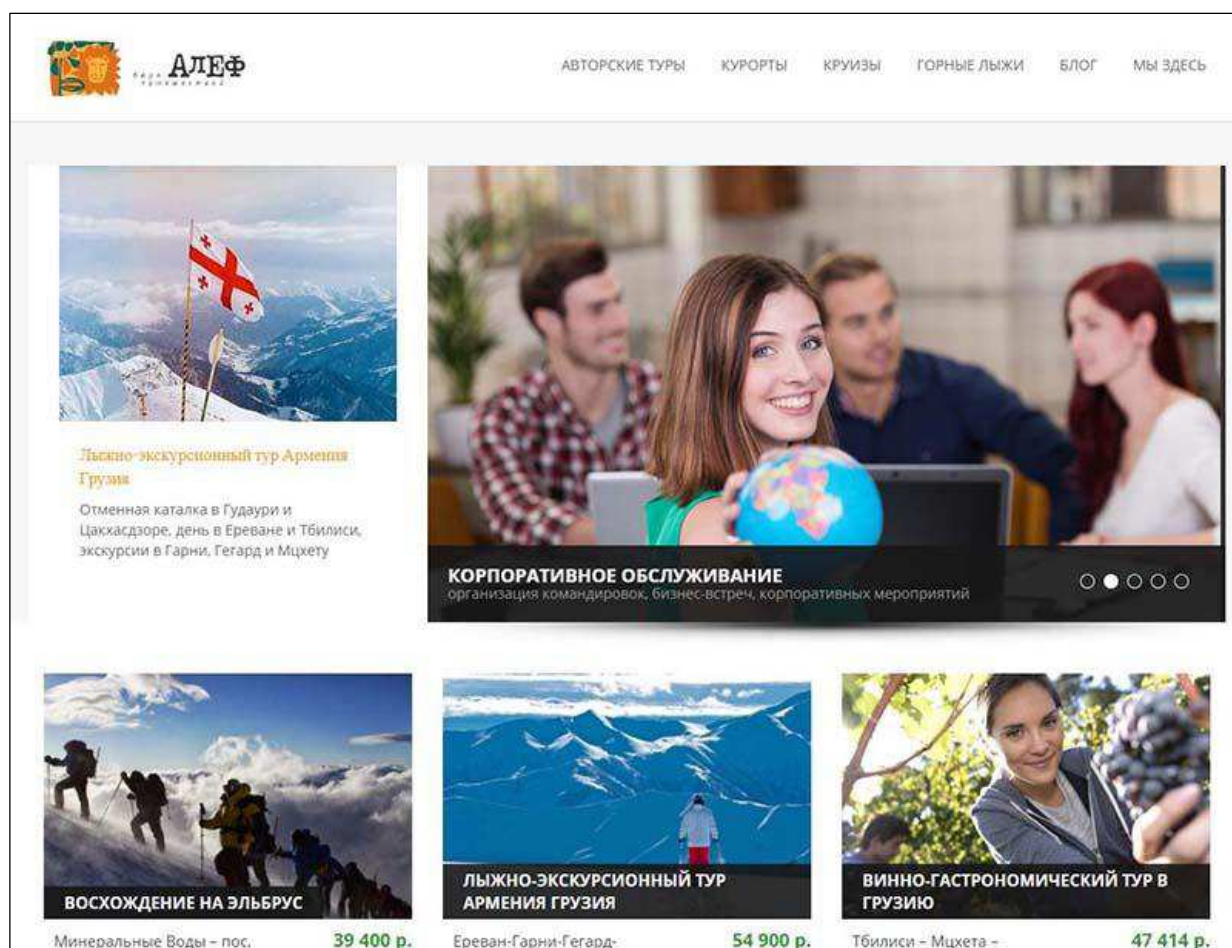 бюро путешествий АЛЕФ
АВТОРСКИЕ ТУРЫ КУРОРТЫ КРУИЗЫ ГОРНЫЕ ЛЫЖИ БЛОГ МЫ ЗДЕСЬ
Лыжно-экскурсионный тур Армения
Грузия
Отменная каталка в Гудаури и
Цакхасдзоре, день в Ереване и Тбилиси,
экскурсии в Гарни, Гегард и Мцхету
КОРПОРАТИВНОЕ ОБСЛУЖИВАНИЕ
организация командировок, бизнес-встреч, корпоративных мероприятий
ВОСХОЖДЕНИЕ НА ЭЛЬБРУС
Минеральные Воды – пос. 39 400 р.
ЛЫЖНО-ЭКСКУРСИОННЫЙ ТУР
АРМЕНИЯ ГРУЗИЯ
Ереван-Гарни-Гегард- 54 900 р.
ВИННО-ГАСТРОНОМИЧЕСКИЙ ТУР В
ГРУЗИЮ
Тбилиси – Мцхета – 47 414 р.